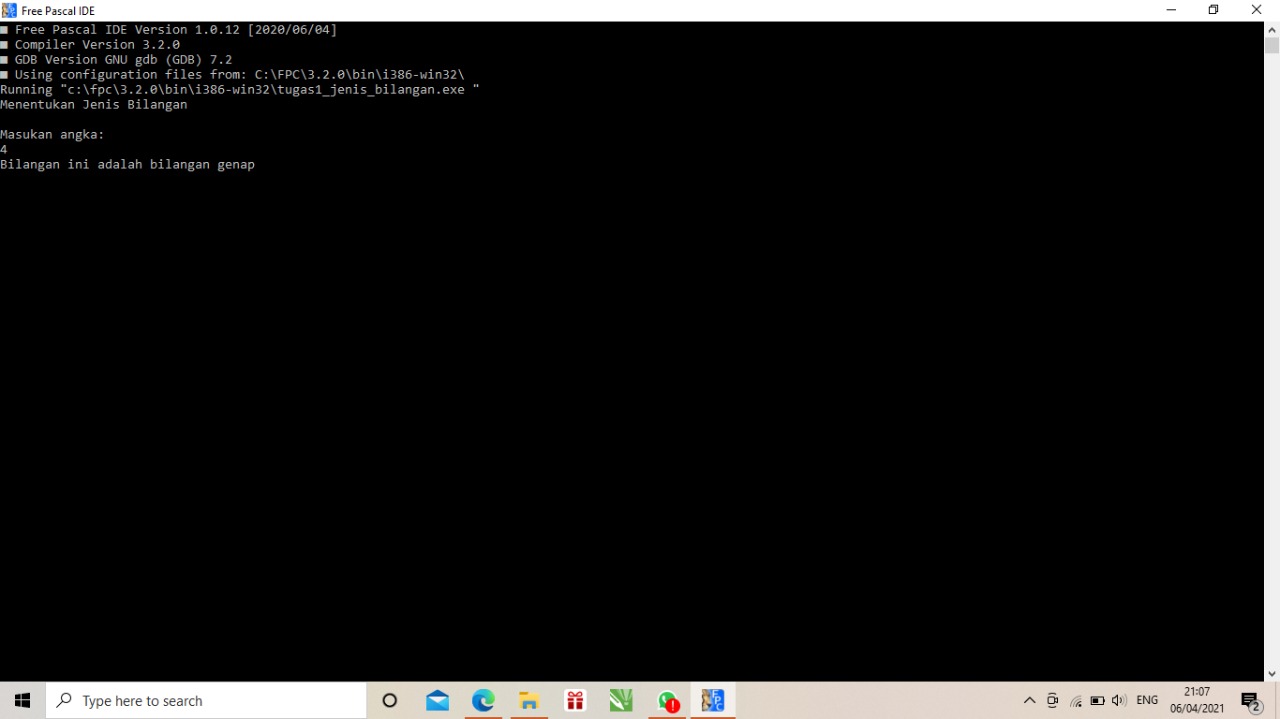 Free Pascal IDE
Free Pascal IDE Version 1.0.12 [2020/06/04]
Compiler Version 3.2.0
GDB Version GNU gdb (GDB) 7.2
Using configuration files from: C:\FPC\3.2.0\bin\i386-win32\
Running "c:\fpc\3.2.0\bin\i386-win32\tugas1_jenis_bilangan.exe "
Menentukan Jenis Bilangan
Masukan angka:
4
Bilangan ini adalah bilangan genap
Type here to search
ENG
21:07
06/04/2021
2